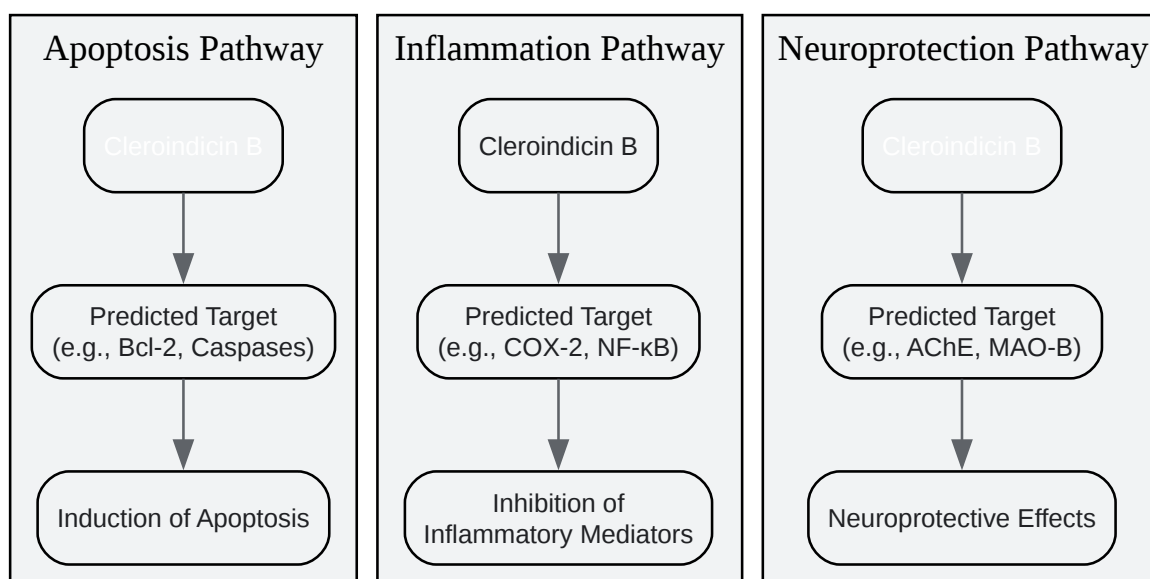 Apoptosis Pathway
Cleroindicin B
Predicted Target
(e.g., Bcl-2, Caspases)
Induction of Apoptosis
Inflammation Pathway
Cleroindicin B
Predicted Target
(e.g., COX-2, NF-κB)
Inhibition of
Inflammatory Mediators
Neuroprotection Pathway
Cleroindicin B
Predicted Target
(e.g., AChE, MAO-B)
Neuroprotective Effects